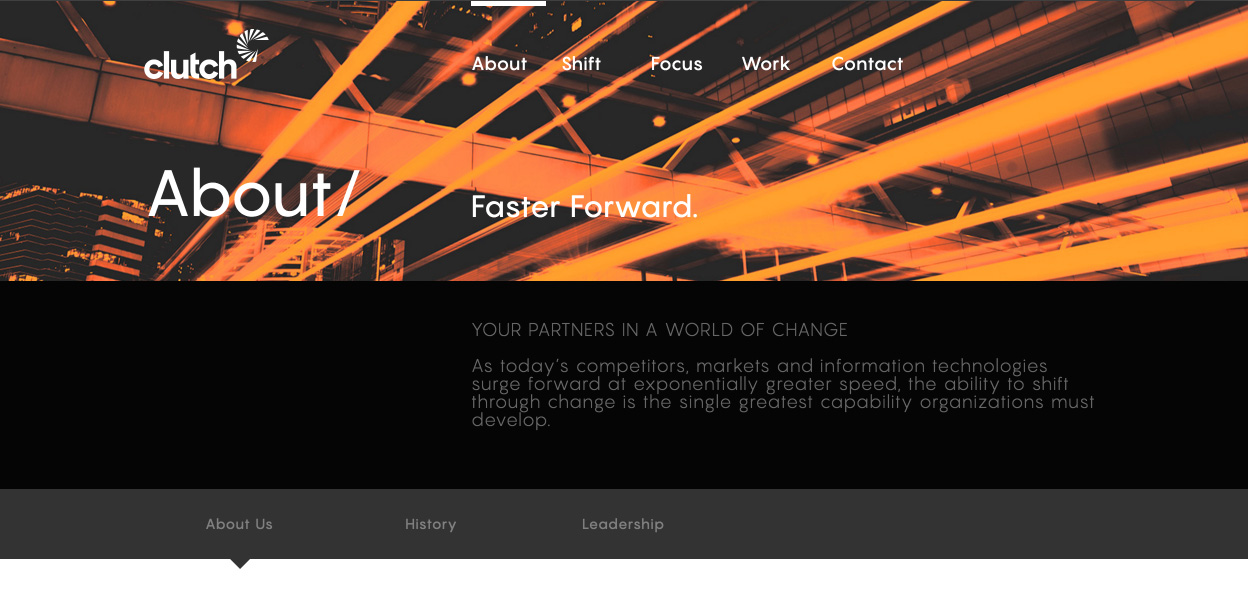 clutch
About
Shift
Focus
Work
Contact
About/
Faster Forward.
YOUR PARTNERS IN A WORLD OF CHANGE
As today's competitors, markets and information technologies
surge forward at exponentially greater speed, the ability to shift
through change is the single greatest capability organizations must
develop.
About Us
History
Leadership